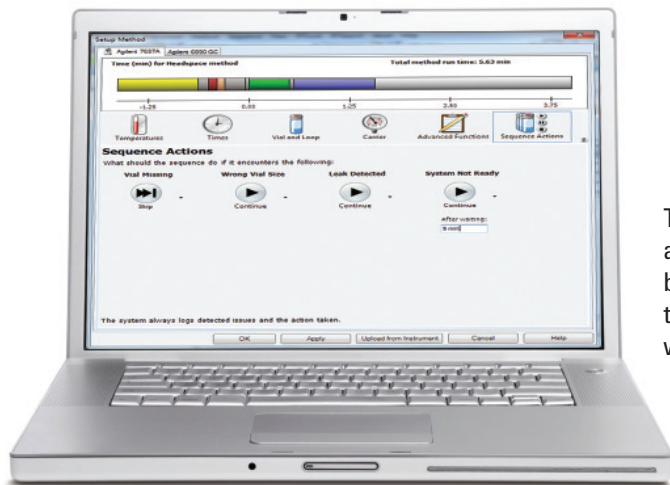 Setup Method
Agilent 7697A Agilent 6890 GC
Time (min) for Headspace method Total method run time: 5.63 min
-1.25 0.00 1.25 2.50 3.75
Temperatures Times Vial and Loop Carrier Advanced Functions Sequence Actions
Sequence Actions
What should the sequence do if it encounters the following:
Vial Missing Wrong Vial Size Leak Detected System Not Ready
Skip Continue Continue Continue
After waiting:
The system always logs detected issues and the action taken.
OK Apply Upload from Instrument Cancel Help